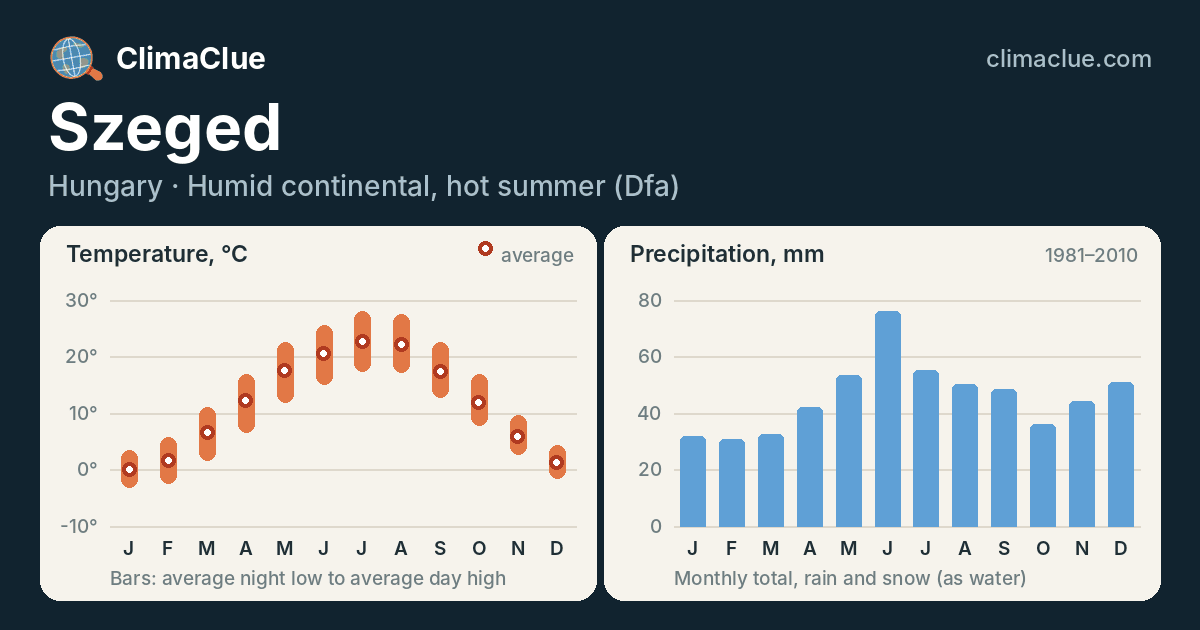 ClimaClue
climaclue.com
Szeged
Hungary · Humid continental, hot summer (Dfa)
Temperature, °C
average
30°
20°
10°
0°
-10°
J F M A M J J A S O N D
Bars: average night low to average day high
Precipitation, mm
1981–2010
80
60
40
20
0
J F M A M J J A S O N D
Monthly total, rain and snow (as water)